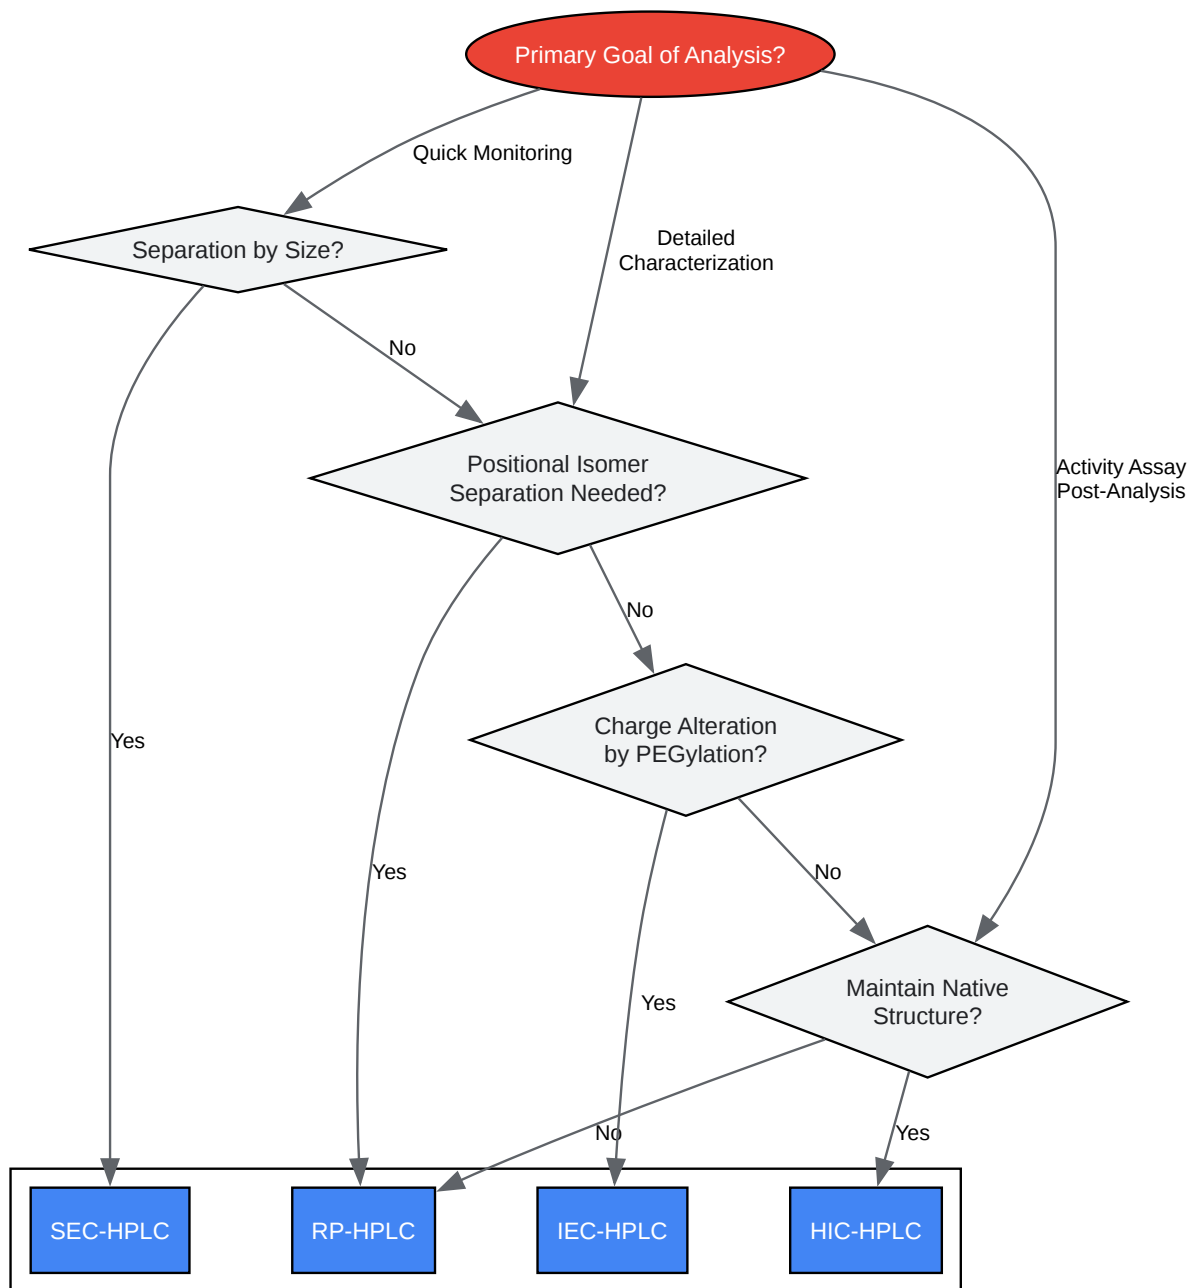 Primary Goal of Analysis?
Quick Monitoring
Detailed
Characterization
Separation by Size?
No
Positional Isomer
Separation Needed?
Activity Assay
Post-Analysis
No
Charge Alteration
by PEGylation?
Yes
Yes
No
Maintain Native
Structure?
Yes
No
Yes
SEC-HPLC
RP-HPLC
IEC-HPLC
HIC-HPLC